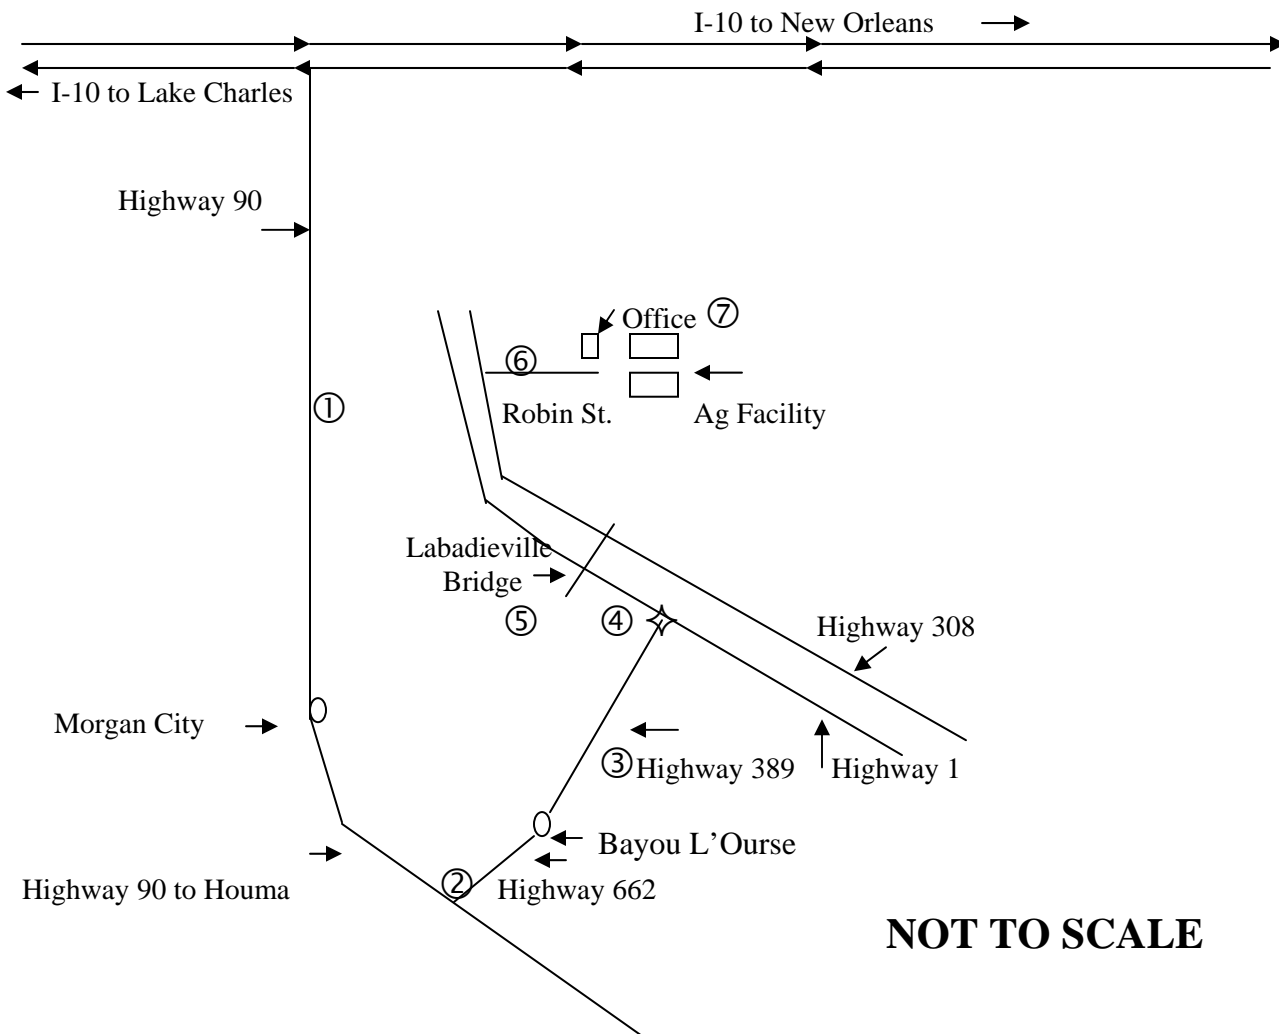 I-10 to New Orleans
I-10 to Lake Charles
Highway 90
Office ⑦
⑥
①
Robin St.
Ag Facility
Labadieville
Bridge
⑤
④
Highway 308
Morgan City
③ Highway 389
Highway 1
Bayou L’Ourse
②
Highway 90 to Houma
Highway 662
NOT TO SCALE